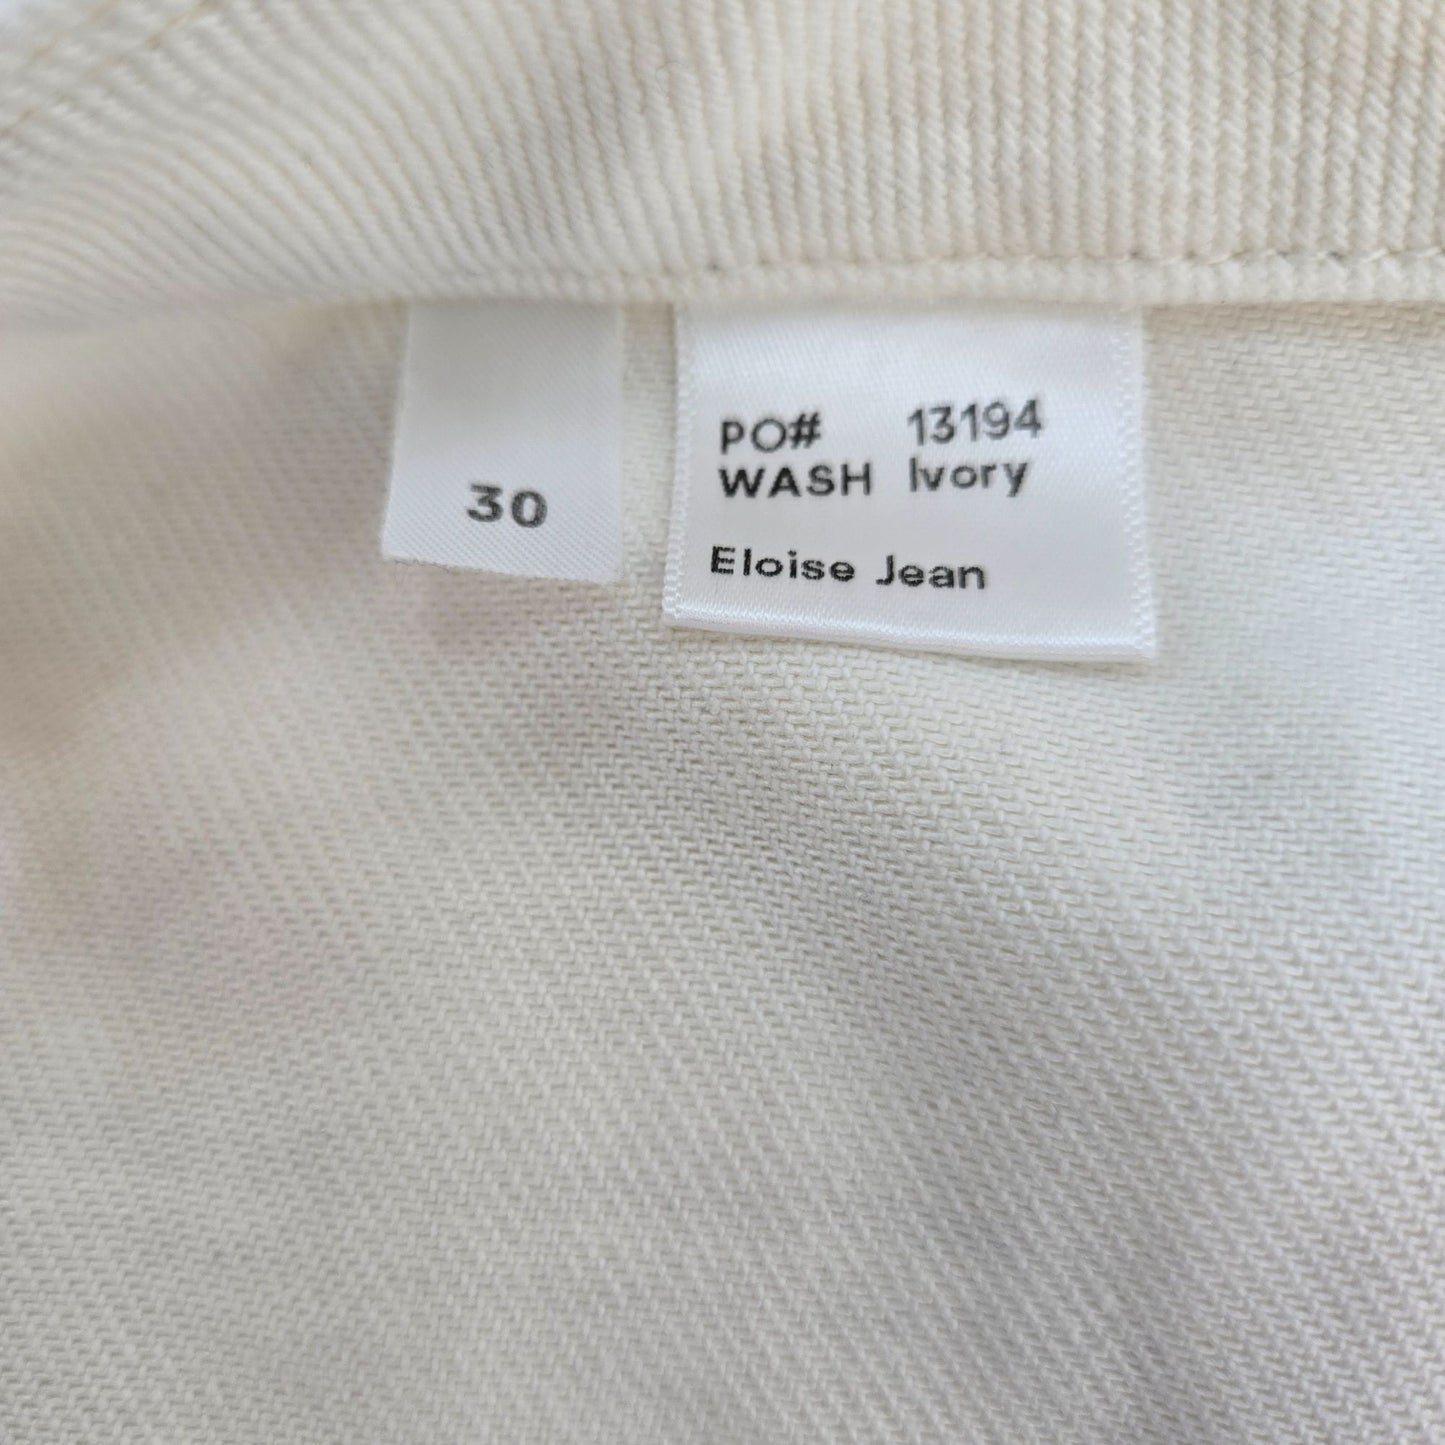 30
PO# 13194
WASH Ivory
Eloise Jean